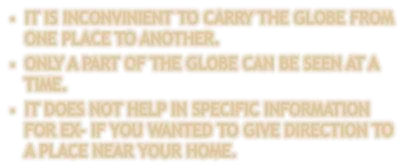 • IT IS INCONVINIENT TO CARRY THE GLOBE FROM
ONE PLACE TO ANOTHER.
• ONLY A PART OF THE GLOBE CAN BE SEEN AT A
TIME.
• IT DOES NOT HELP IN SPECIFIC INFORMATION
FOR EX- IF YOU WANTED TO GIVE DIRECTION TO
A PLACE NEAR YOUR HOME.